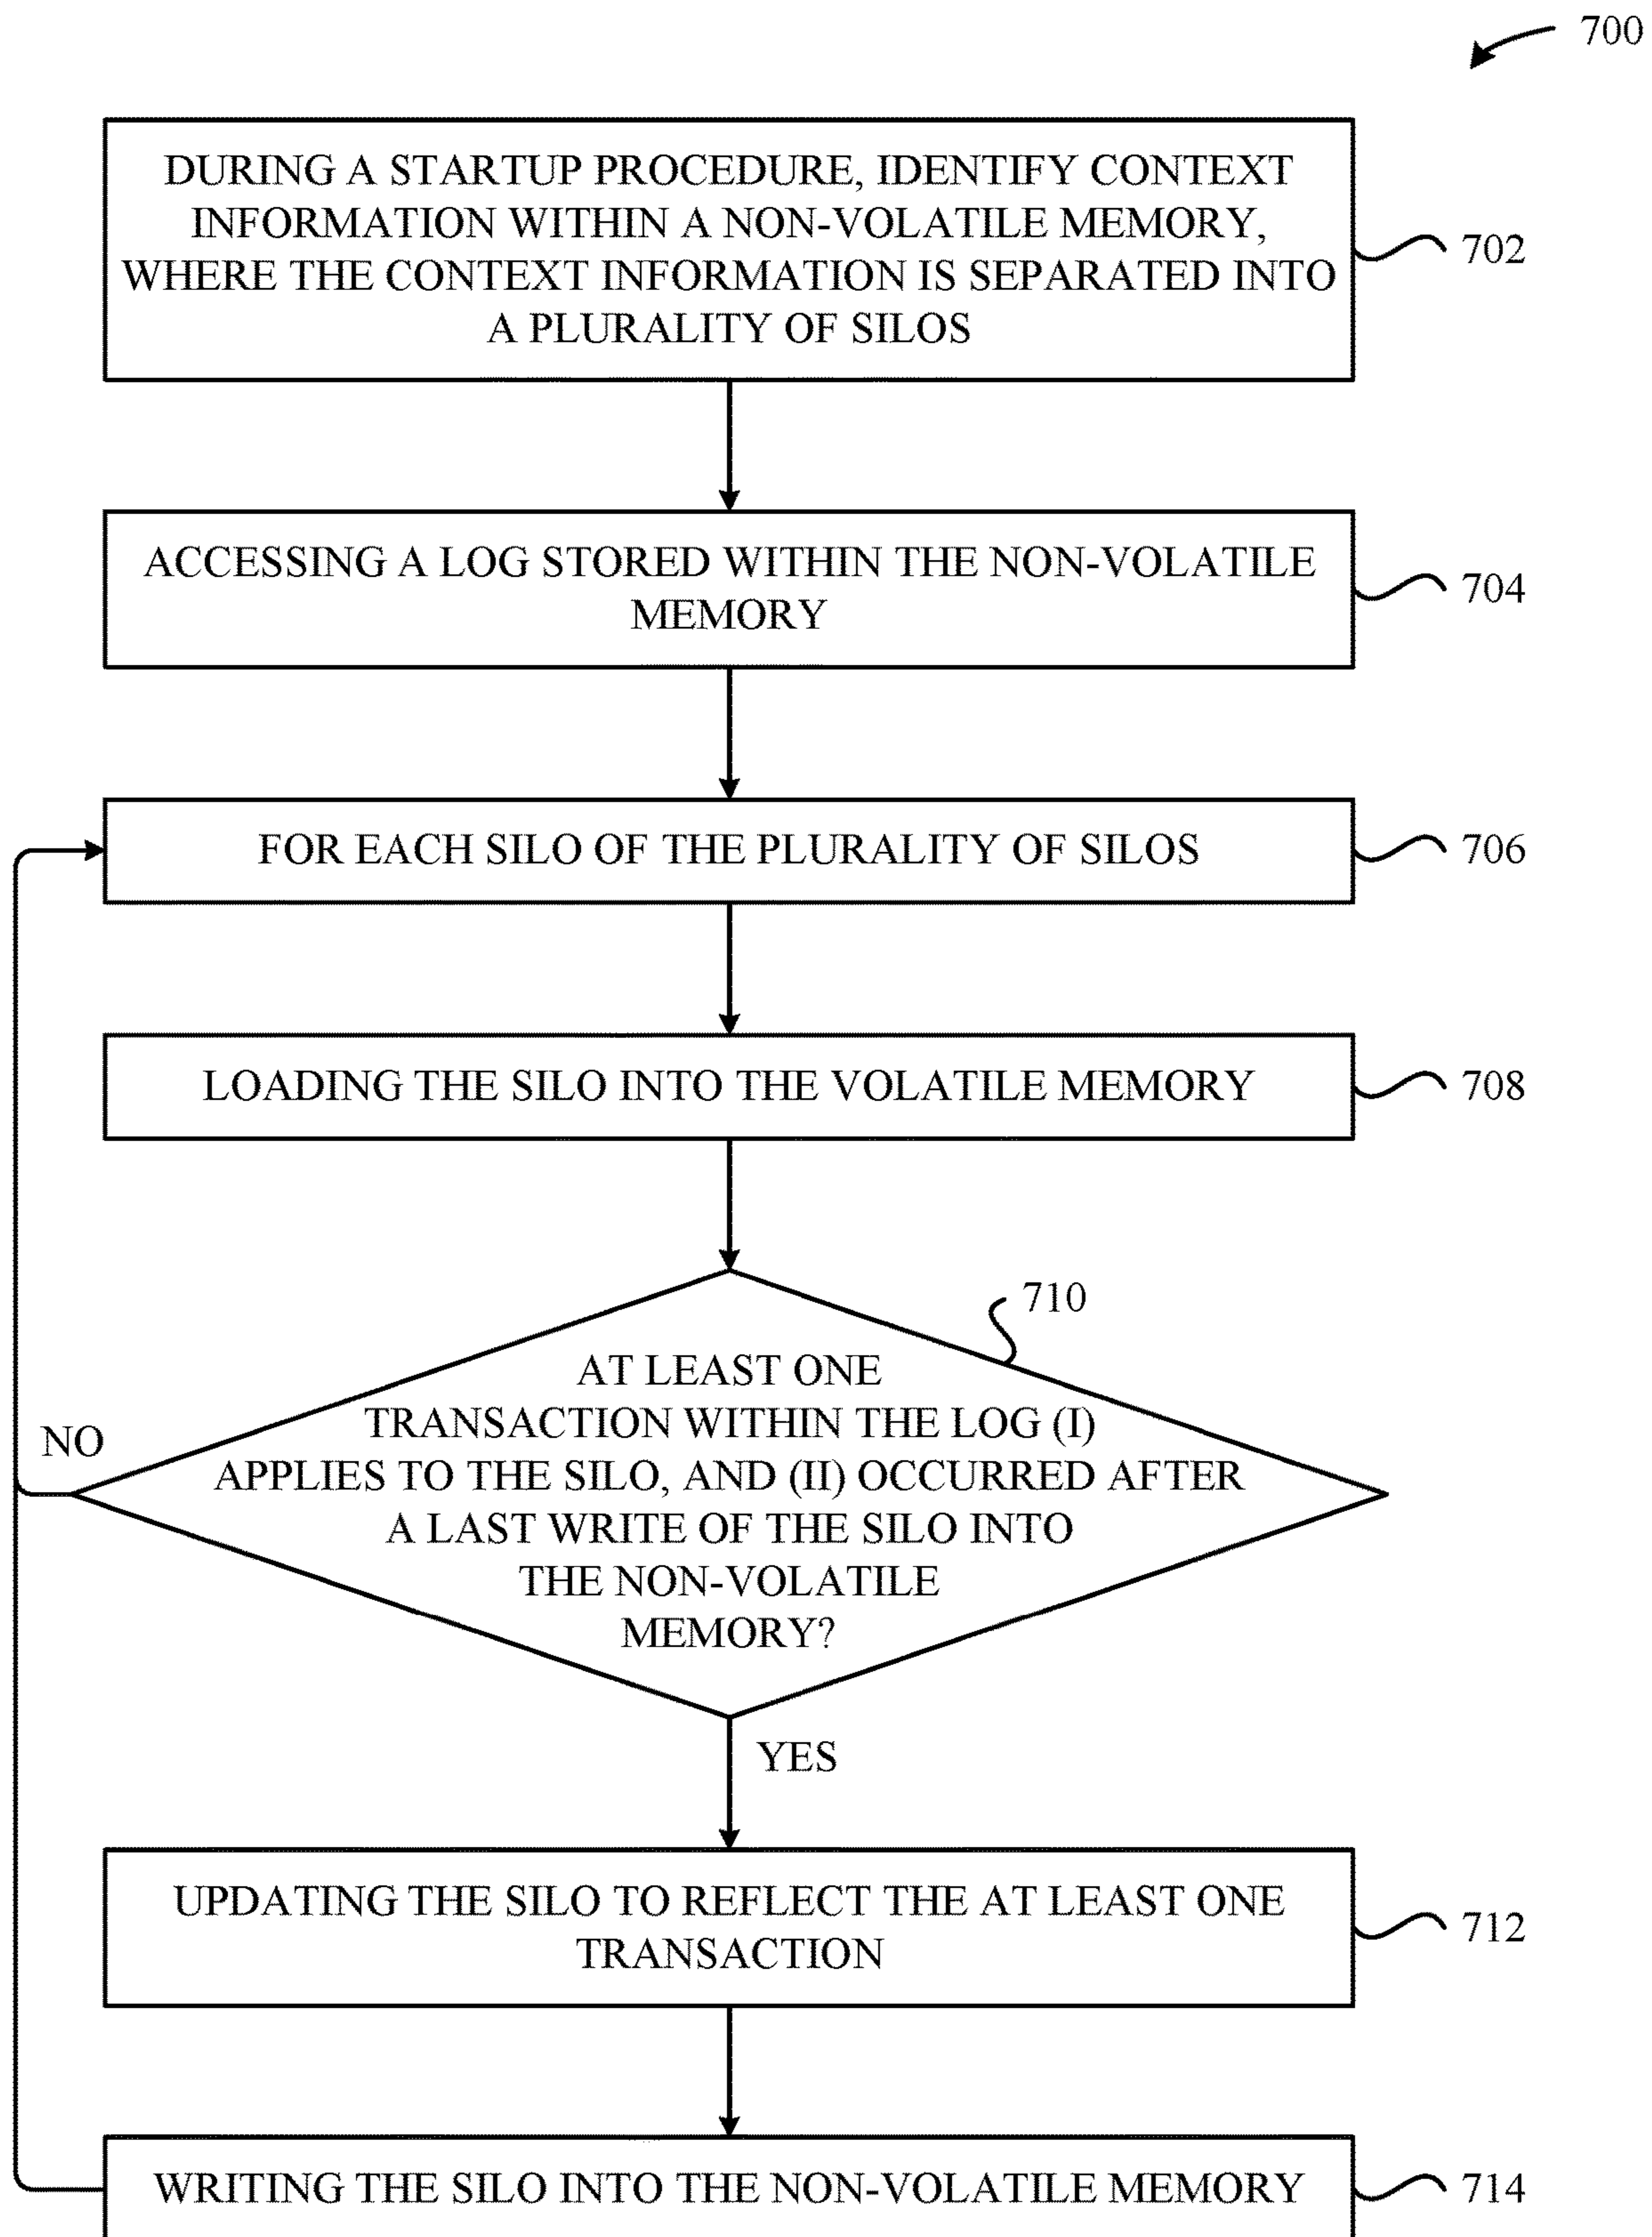 700
DURING A STARTUP PROCEDURE, IDENTIFY CONTEXT
INFORMATION WITHIN A NON-VOLATILE MEMORY,
WHERE THE CONTEXT INFORMATION IS SEPARATED INTO
A PLURALITY OF SILOS
702
ACCESSING A LOG STORED WITHIN THE NON-VOLATILE
MEMORY
704
FOR EACH SILO OF THE PLURALITY OF SILOS
706
LOADING THE SILO INTO THE VOLATILE MEMORY
708
710
AT LEAST ONE
TRANSACTION WITHIN THE LOG (I)
APPLIES TO THE SILO, AND (II) OCCURRED AFTER
A LAST WRITE OF THE SILO INTO
THE NON-VOLATILE
MEMORY?
NO
YES
UPDATING THE SILO TO REFLECT THE AT LEAST ONE
TRANSACTION
712
WRITING THE SILO INTO THE NON-VOLATILE MEMORY
714